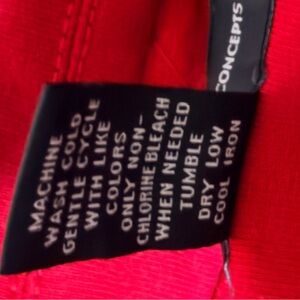 CONCEPTS
MACHINE
WASH COLD
GENTLE CYCLE
WITH LIKE
COLORS
ONLY NON-
CHLORINE BLEACH
WHEN NEEDED
TUMBLE
DRY LOW
COOL IRON